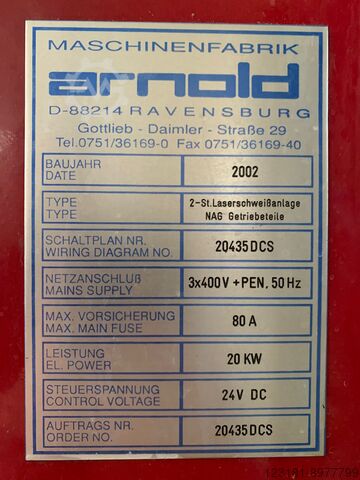 MASCHINENFABRIK
arnold
D-88214 RAVENSBURG
Gottlieb - Daimler - Straße 29
Tel.0751/36169-0 Fax 0751/36169-40
BAUJAHR
DATE
2002
TYPE
TYPE
2-St.Laserschweißanlage
NAG Getriebeteile
SCHALTPLAN NR.
WIRING DIAGRAM NO.
20435DCS
NETZANSCHLUß
MAINS SUPPLY
3x400V +PEN, 50 Hz
MAX. VORSICHERUNG
MAX. MAIN FUSE
80 A
LEISTUNG
EL. POWER
20 KW
STEUERSPANNUNG
CONTROL VOLTAGE
24V DC
AUFTRAGS NR.
ORDER NO.
20435DCS